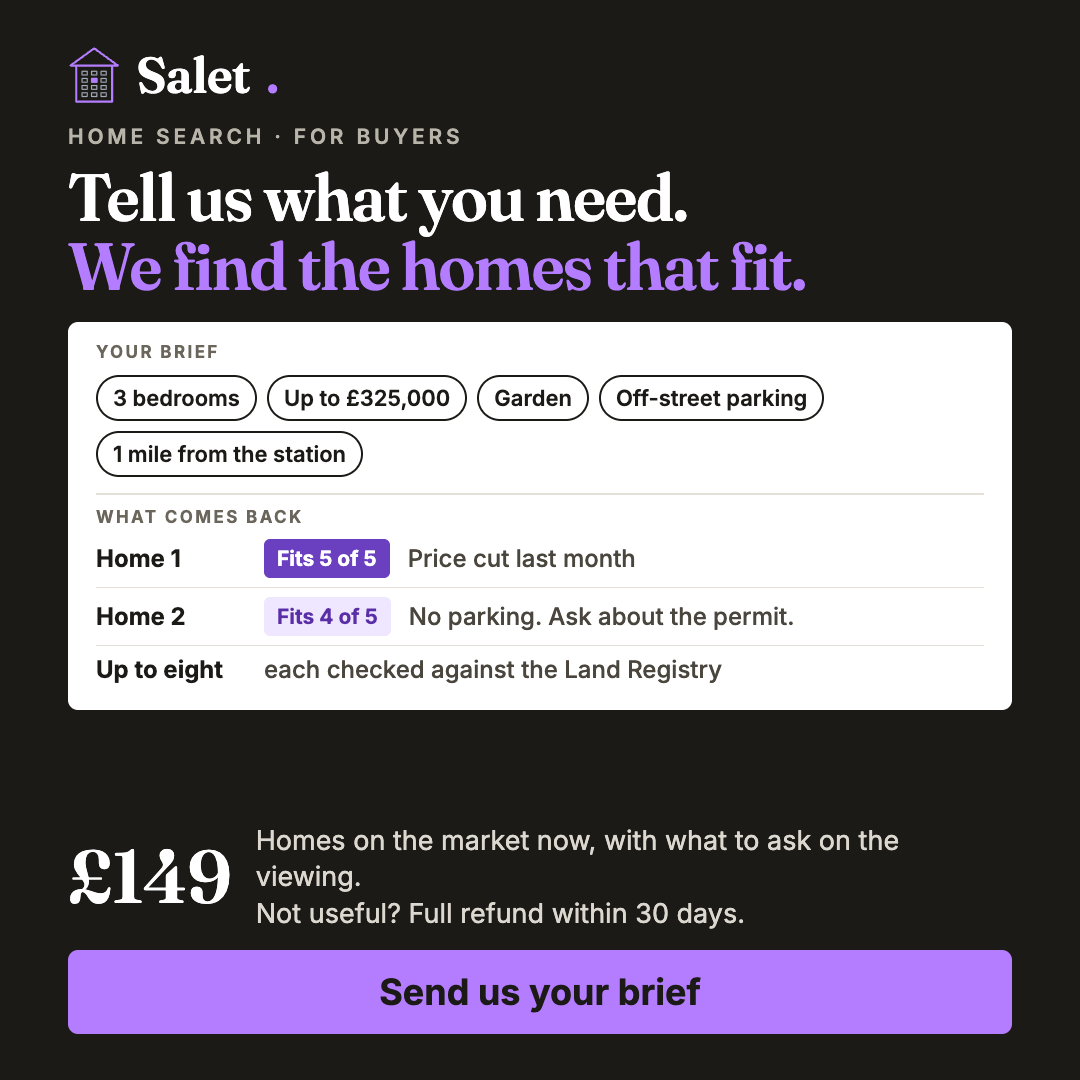 Salet .
HOME SEARCH · FOR BUYERS
Tell us what you need.
We find the homes that fit.
YOUR BRIEF
3 bedrooms Up to £325,000 Garden Off-street parking
1 mile from the station
WHAT COMES BACK
Home 1 Fits 5 of 5 Price cut last month
Home 2 Fits 4 of 5 No parking. Ask about the permit.
Up to eight each checked against the Land Registry
£149
Homes on the market now, with what to ask on the
viewing.
Not useful? Full refund within 30 days.
Send us your brief